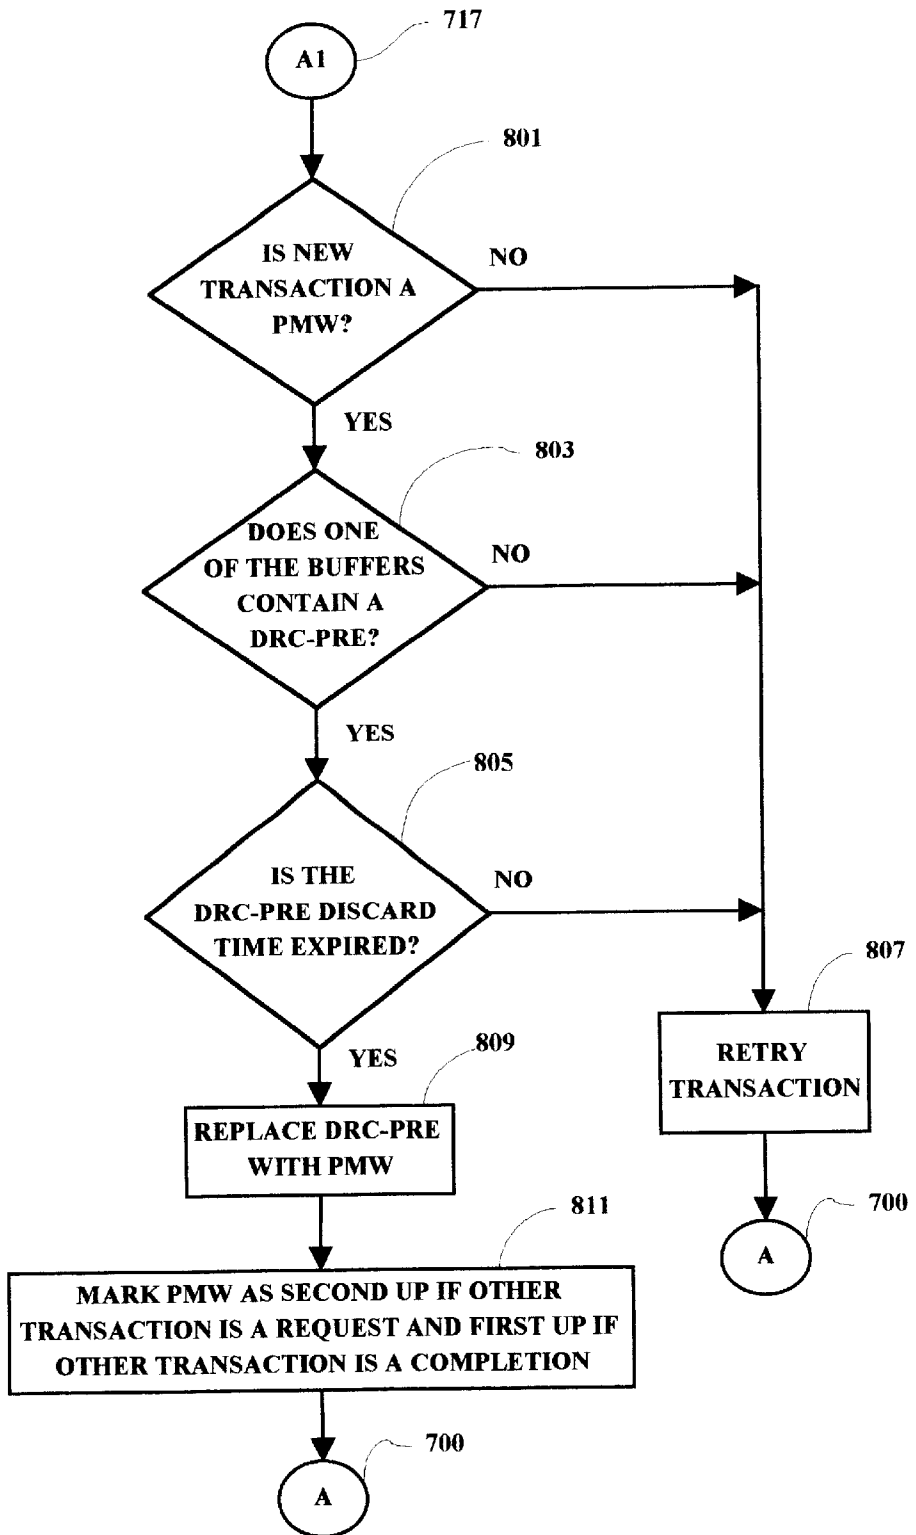 717
A1
801
IS NEW
TRANSACTION A
PMW?
NO
YES
803
DOES ONE
OF THE BUFFERS
CONTAIN A
DRC-PRE?
NO
YES
805
IS THE
DRC-PRE DISCARD
TIME EXPIRED?
NO
YES
807
RETRY
TRANSACTION
700
A
809
REPLACE DRC-PRE
WITH PMW
811
MARK PMW AS SECOND UP IF OTHER
TRANSACTION IS A REQUEST AND FIRST UP IF
OTHER TRANSACTION IS A COMPLETION
700
A